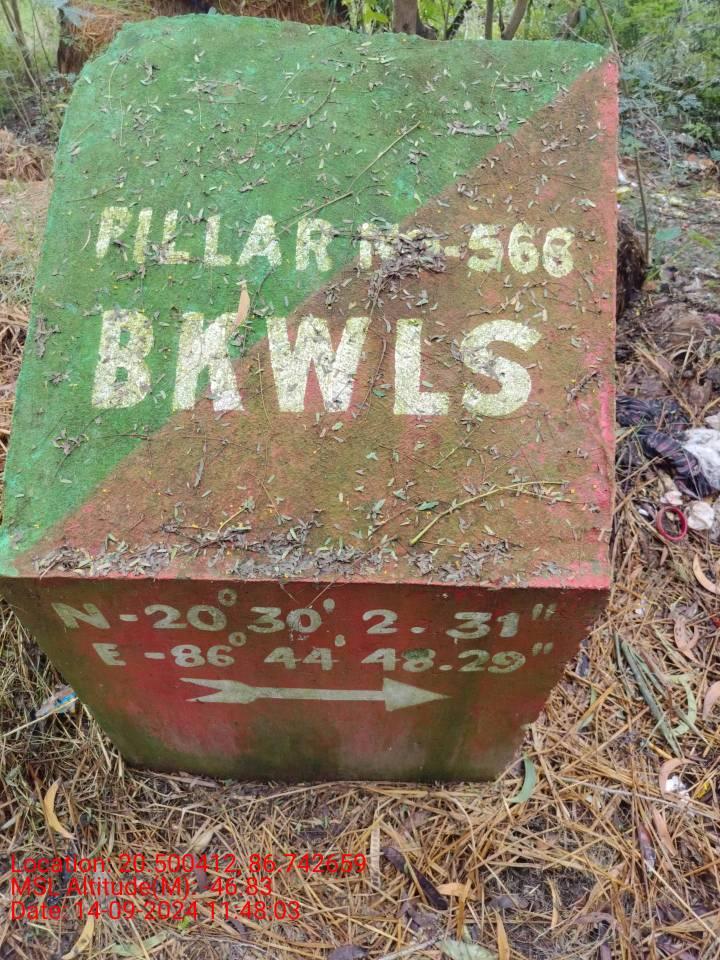 PILLAR NO-568
BKWLS
N-20° 30' 2.31"
E-86° 44' 48.29"
Location: 20.500412, 86.742659
MSL Altitude(M): -46.83
Date: 14-09-2024 11:48:03